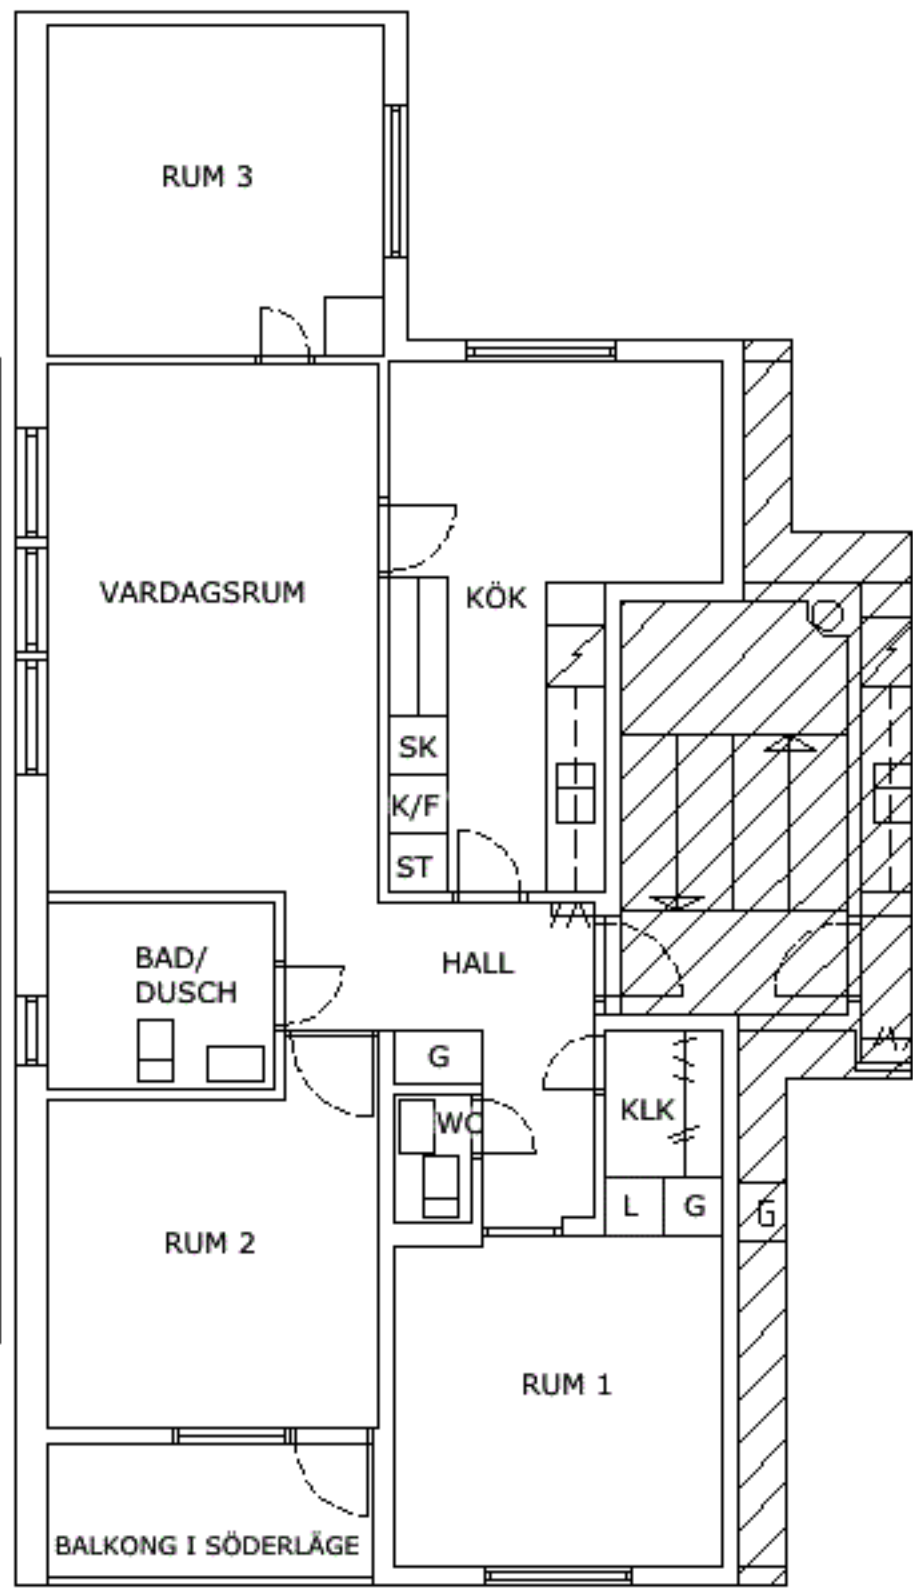 RUM 3
VARDAGSRUM
KÖK
SK
K/F
ST
BAD/
DUSCH
HALL
G
WC
KLK
L
G
G
RUM 2
RUM 1
BALKONG I SÖDERLÄGE